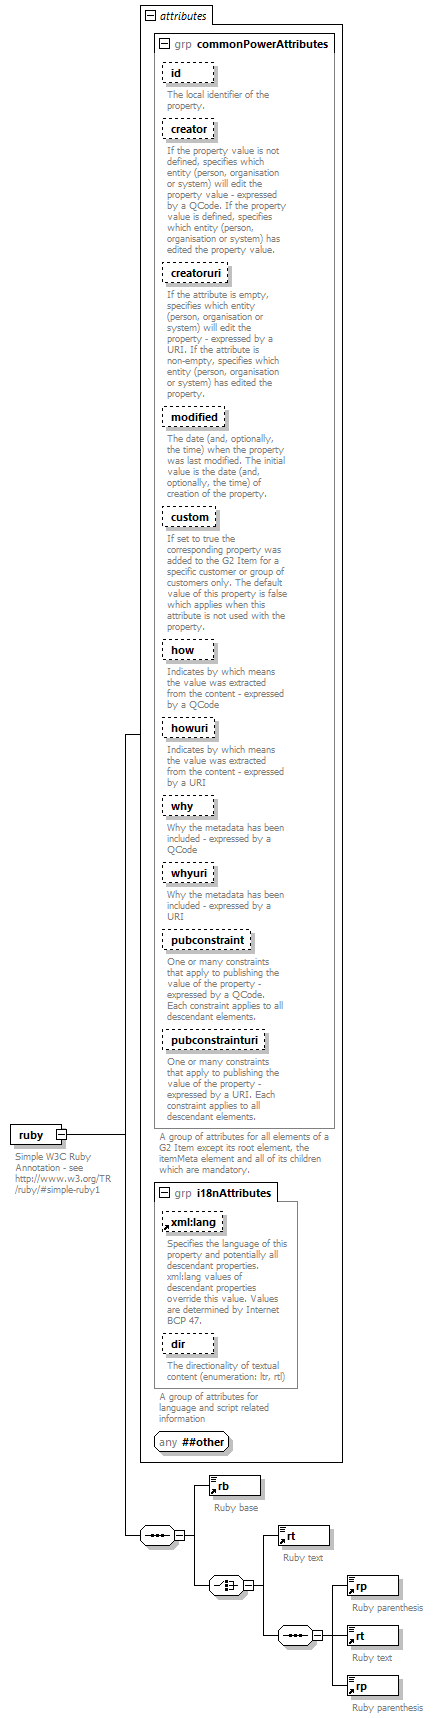 attributes
grp commonPowerAttributes
id
The local identifier of the
property.
creator
If the property value is not
defined, specifies which
entity (person, organisation
or system) will edit the
property value - expressed
by a QCode. If the property
value is defined, specifies
which entity (person,
organisation or system) has
edited the property value.
creatoruri
If the attribute is empty,
specifies which entity
(person, organisation or
system) will edit the
property - expressed by a
URI. If the attribute is
non-empty, specifies which
entity (person, organisation
or system) has edited the
property.
modified
The date (and, optionally,
the time) when the property
was last modified. The initial
value is the date (and,
optionally, the time) of
creation of the property.
custom
If set to true the
corresponding property was
added to the G2 Item for a
specific customer or group of
customers only. The default
value of this property is false
which applies when this
attribute is not used with the
property.
how
Indicates by which means
the value was extracted
from the content - expressed
by a QCode
howuri
Indicates by which means
the value was extracted
from the content - expressed
by a URI
why
Why the metadata has been
included - expressed by a
QCode
whyuri
Why the metadata has been
included - expressed by a
URI
pubconstraint
One or many constraints
that apply to publishing the
value of the property -
expressed by a QCode.
Each constraint applies to all
descendant elements.
pubconstrainturi
One or many constraints
that apply to publishing the
value of the property -
expressed by a URI. Each
constraint applies to all
descendant elements.
A group of attributes for all elements of a
G2 Item except its root element, the
itemMeta element and all of its children
which are mandatory.
ruby
Simple W3C Ruby
Annotation - see
http://www.w3.org/TR
/ruby/#simple-ruby1
grp i18nAttributes
xml:lang
Specifies the language of this
property and potentially all
descendant properties.
xml:lang values of
descendant properties
override this value. Values
are determined by Internet
BCP 47.
dir
The directionality of textual
content (enumeration: ltr, rtl)
A group of attributes for
language and script related
information
any ##other
rb
Ruby base
rt
Ruby text
rp
Ruby parenthesis
rt
Ruby text
rp
Ruby parenthesis